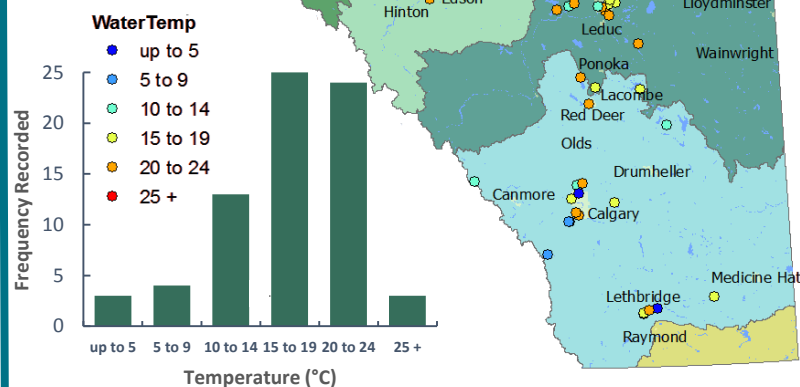 WaterTemp
up to 5
5 to 9
10 to 14
15 to 19
20 to 24
25 +
Frequency Recorded
25
20
15
10
5
0
up to 5
5 to 9
10 to 14
15 to 19
20 to 24
25 +
Temperature (°C)
Hinton
Edson
Lloydminster
Leduc
Wainwright
Ponoka
Lacombe
Red Deer
Olds
Drumheller
Canmore
Calgary
Medicine Hat
Lethbridge
Raymond